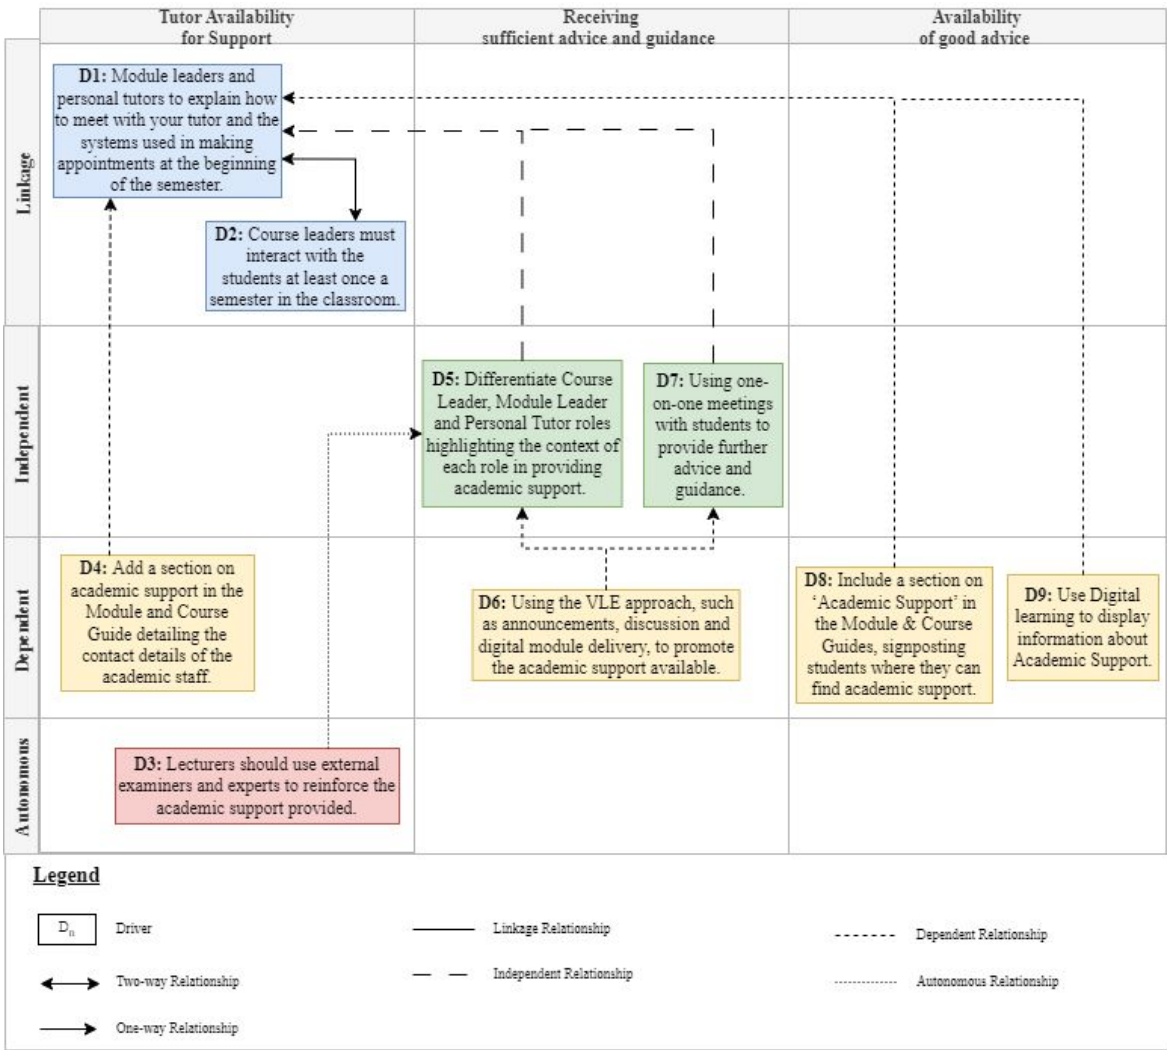 Tutor Availability
for Support
Receiving
sufficient advice and guidance
Availability
of good advice
Linkage
D1: Module leaders and
personal tutors to explain how
to meet with your tutor and the
systems used in making
appointments at the beginning
of the semester.
D2: Course leaders must
interact with the
students at least once a
semester in the classroom.
Independent
D5: Differentiate Course
Leader, Module Leader
and Personal Tutor roles
highlighting the context of
each role in providing
academic support.
D7: Using one-
on-one meetings
with students to
provide further
advice and
guidance.
Dependent
D4: Add a section on
academic support in the
Module and Course
Guide detailing the
contact details of the
academic staff.
D6: Using the VLE approach, such
as announcements, discussion and
digital module delivery, to promote
the academic support available.
D8: Include a section on
‘Academic Support’ in
the Module & Course
Guides, signposting
students where they can
find academic support.
D9: Use Digital
learning to display
information about
Academic Support.
Autonomous
D3: Lecturers should use external
examiners and experts to reinforce the
academic support provided.
Legend
Dn Driver
Linkage Relationship
Dependent Relationship
Two-way Relationship
Independent Relationship
Autonomous Relationship
One-way Relationship